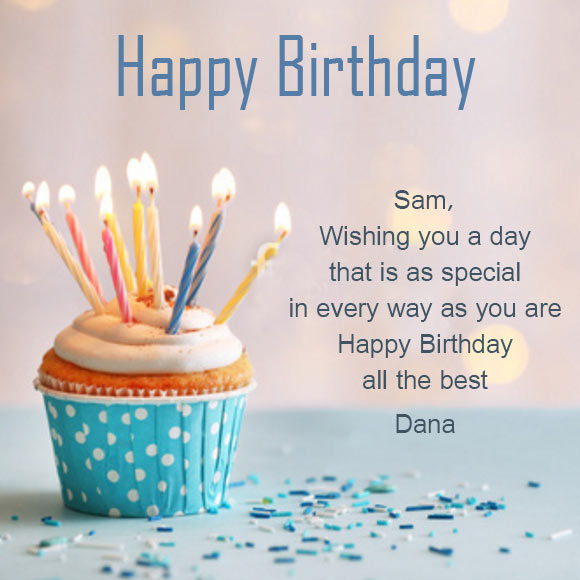 Happy Birthday
Sam,
Wishing you a day
that is as special
in every way as you are
Happy Birthday
all the best
Dana